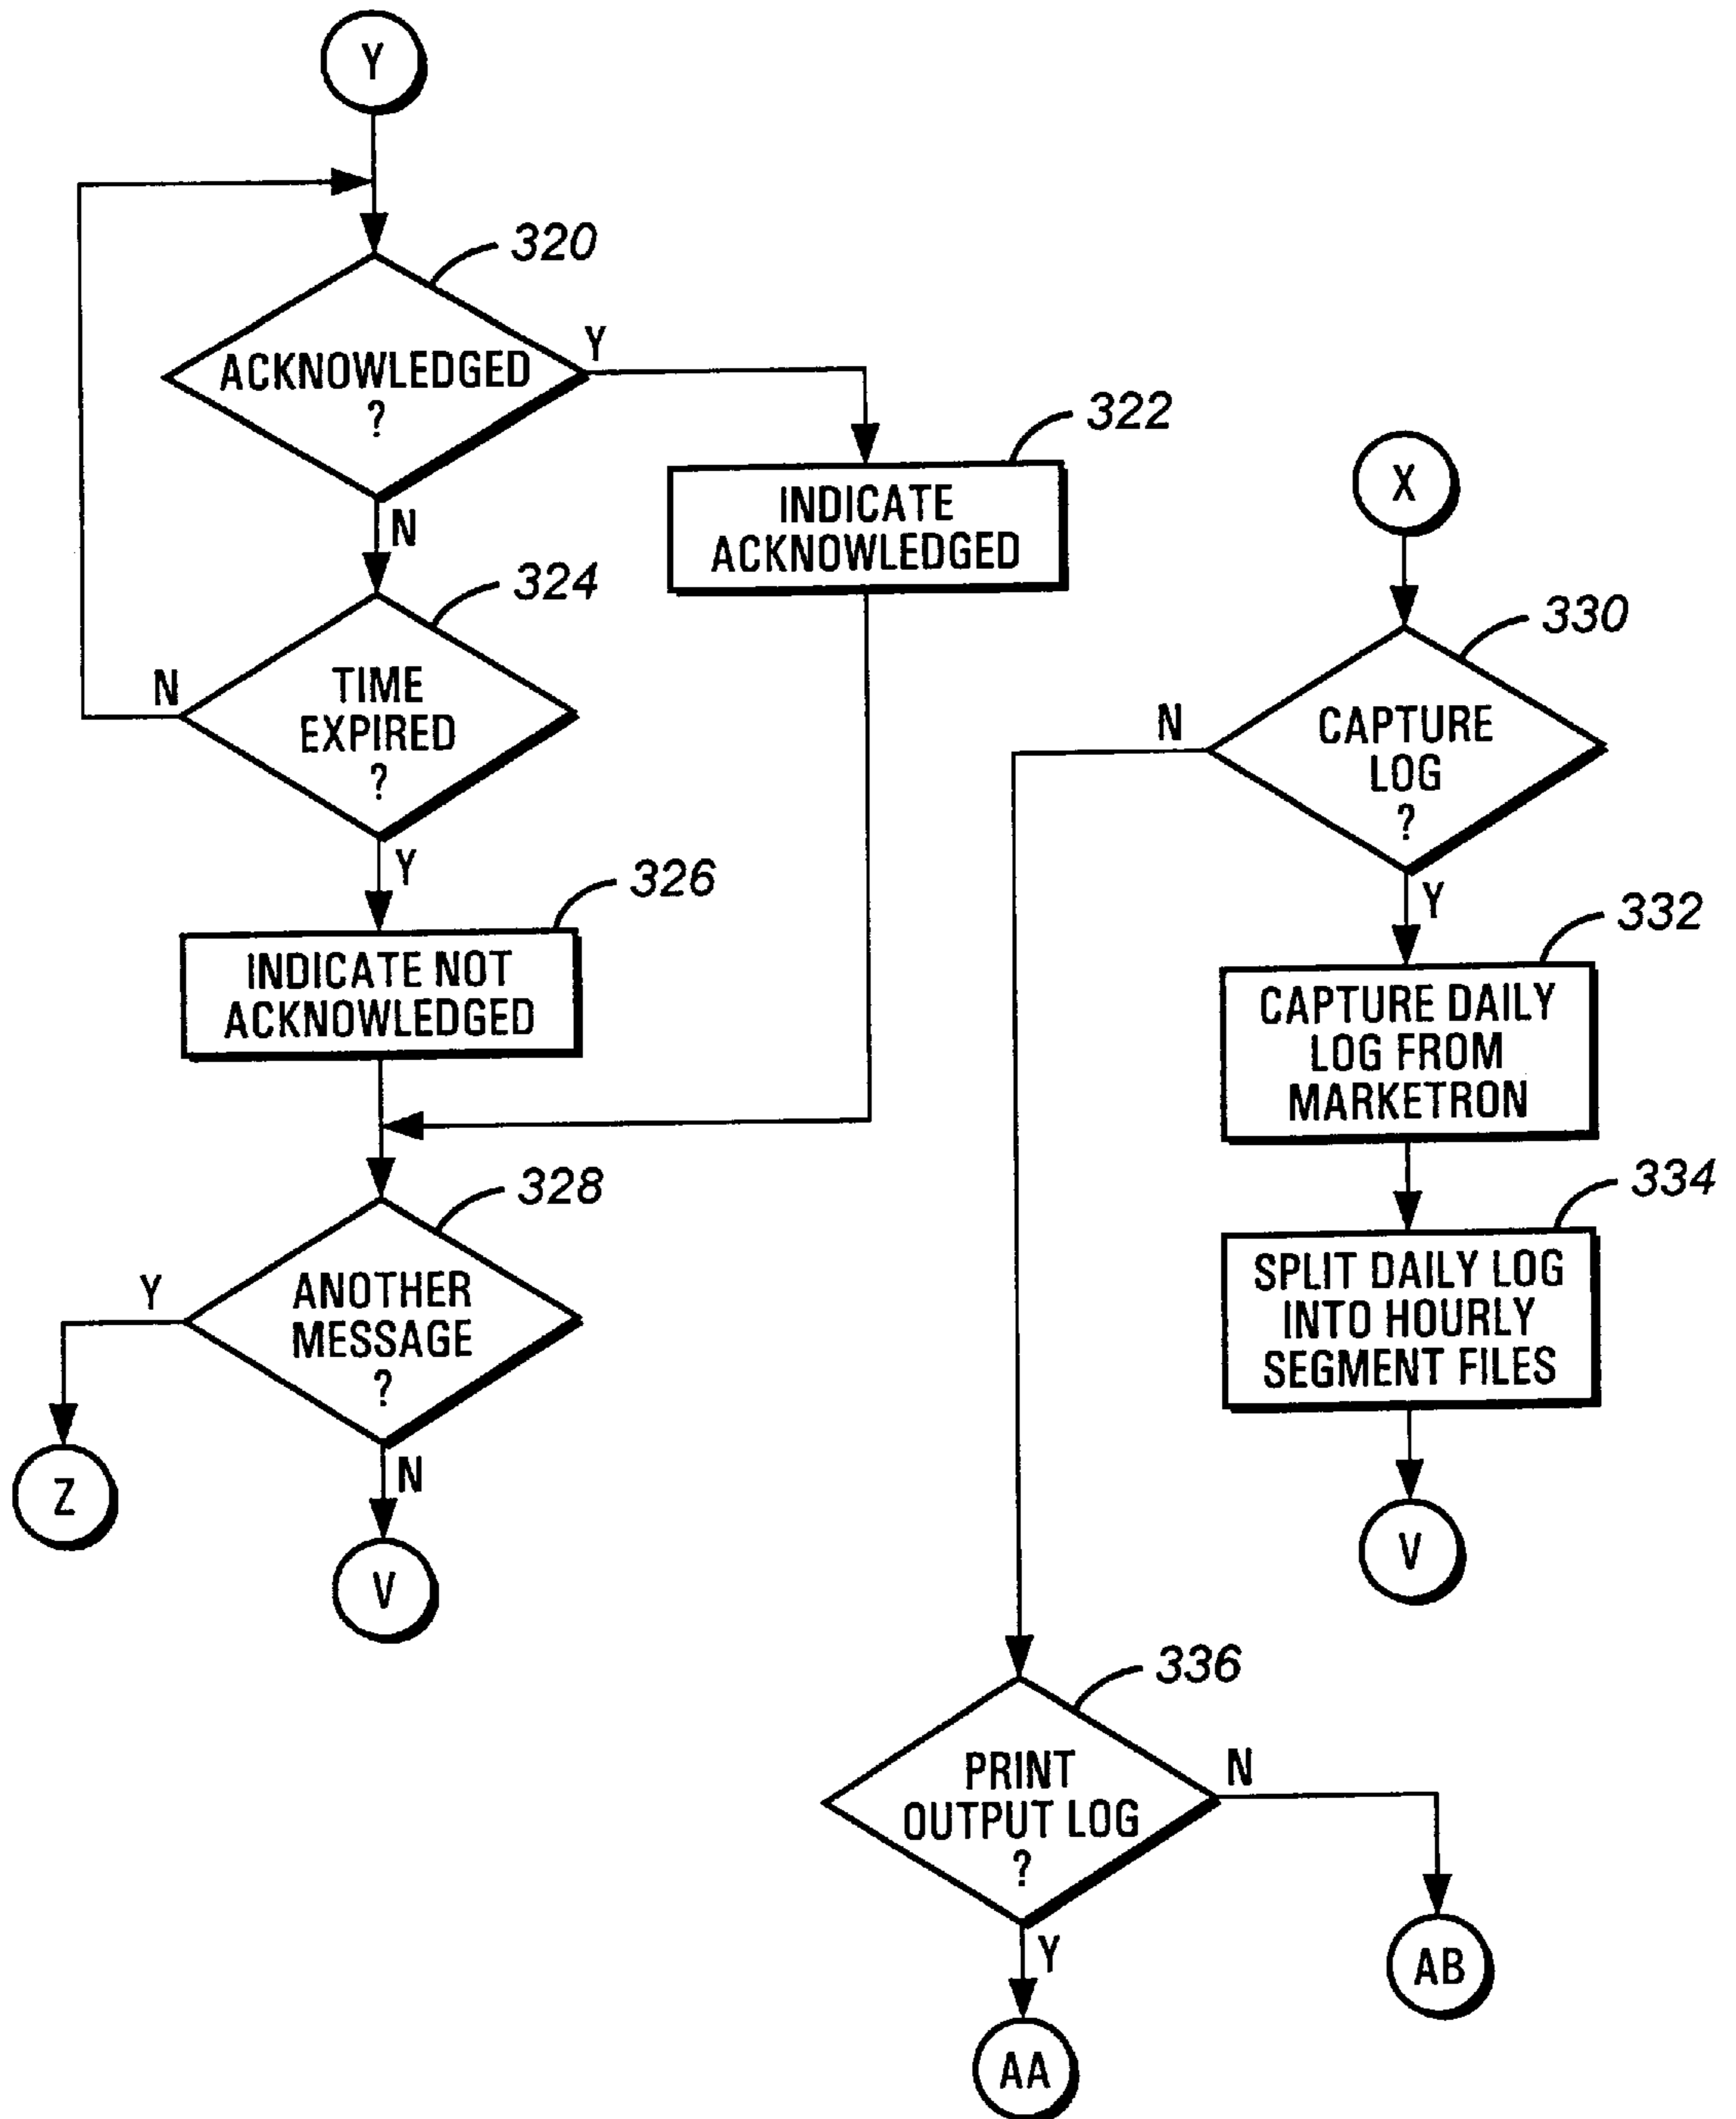 Y
320
ACKNOWLEDGED
?
Y
N
322
INDICATE
ACKNOWLEDGED
324
TIME
EXPIRED
?
N
Y
326
INDICATE NOT
ACKNOWLEDGED
328
ANOTHER
MESSAGE
?
Y
Z
N
V
X
330
CAPTURE
LOG
?
N
Y
332
CAPTURE DAILY
LOG FROM
MARKETRON
334
SPLIT DAILY LOG
INTO HOURLY
SEGMENT FILES
V
336
PRINT
OUTPUT LOG
?
N
AB
Y
AA